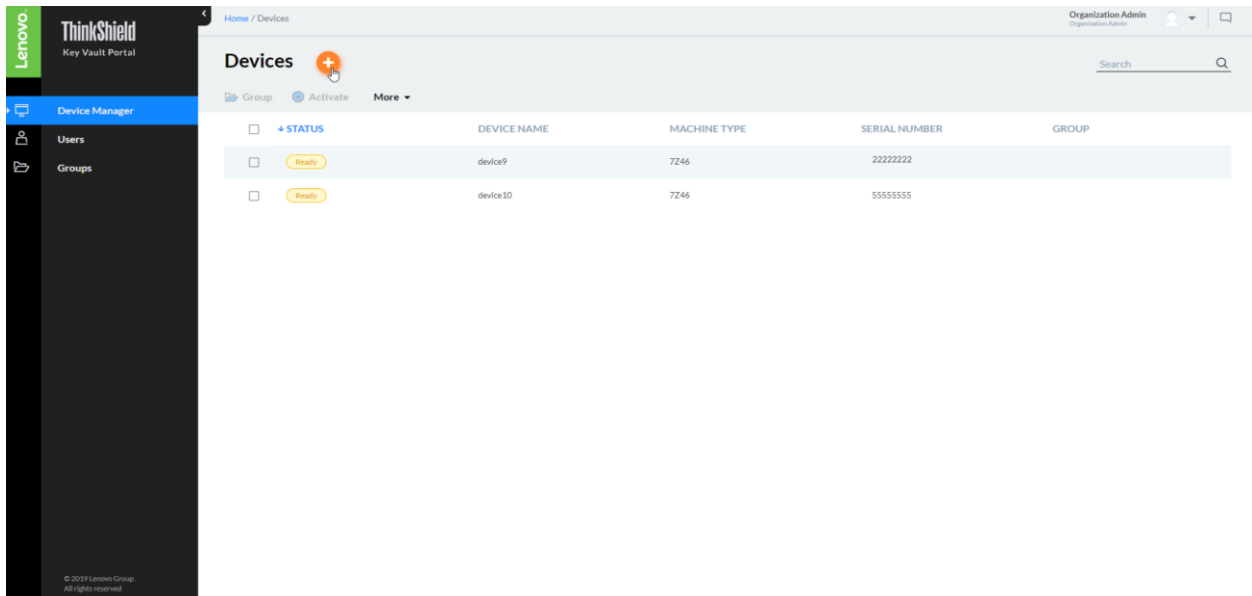 Lenovo.
ThinkShield
Key Vault Portal
Device Manager
Users
Groups
© 2019 Lenovo Group.
All rights reserved
Home / Devices
Organization Admin
Organization Admin
Devices
Search
Group Activate More
STATUS DEVICE NAME MACHINE TYPE SERIAL NUMBER GROUP
Ready device9 7Z46 22222222
Ready device10 7Z46 55555555